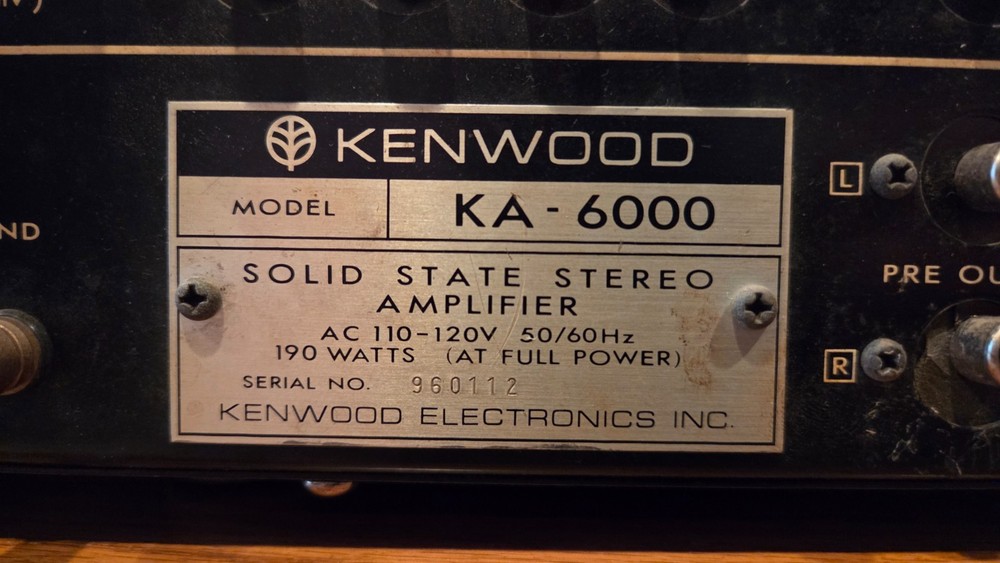 KENWOOD
MODEL KA-6000
SOLID STATE STEREO
AMPLIFIER
AC 110-120V 50/60Hz
190 WATTS (AT FULL POWER)
SERIAL NO. 960112
KENWOOD ELECTRONICS INC.
L
PRE
R